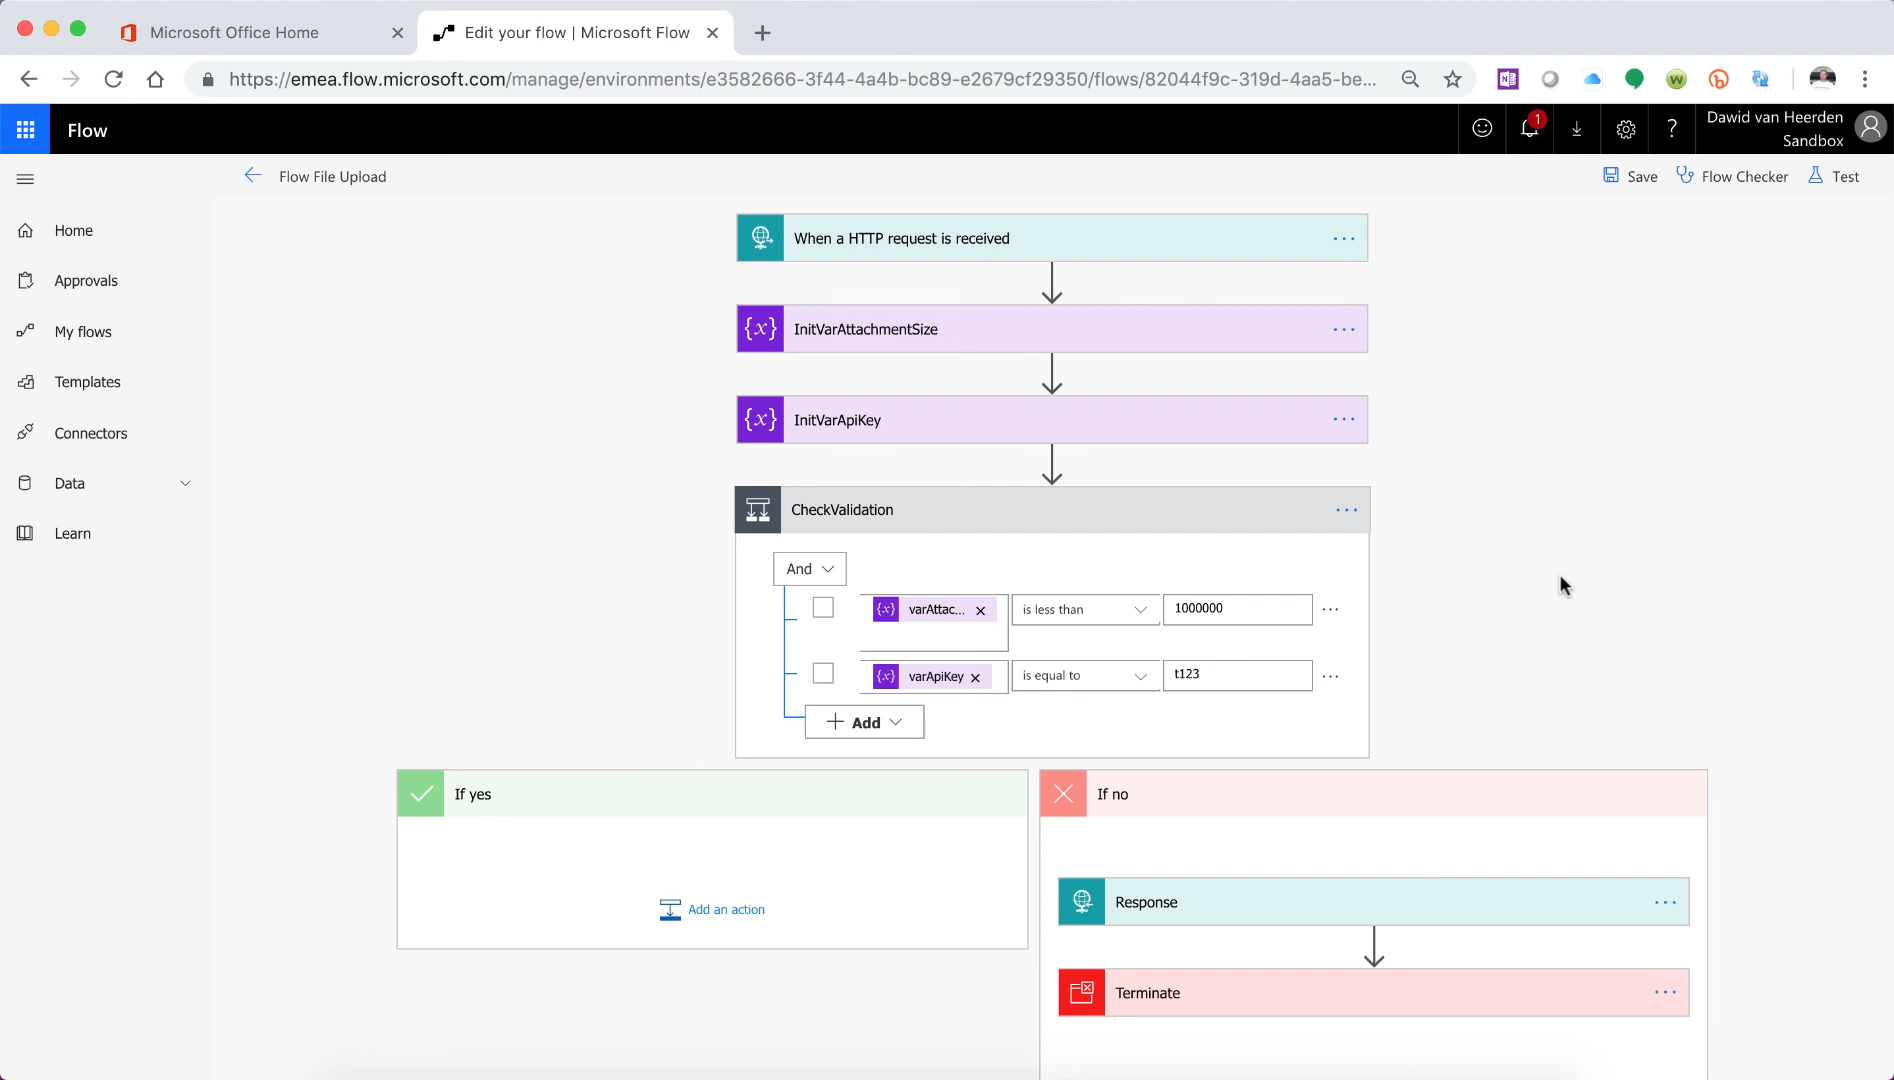 Microsoft Office Home
Edit your flow | Microsoft Flow
https://emea.flow.microsoft.com/manage/environments/e3582666-3f44-4a4b-bc89-e2679cf29350/flows/82044f9c-319d-4aa5-be...
Flow
1
?
Dawid van Heerden
Sandbox
Flow File Upload
Save
Flow Checker
Test
Home
Approvals
My flows
Templates
Connectors
Data
Learn
When a HTTP request is received
InitVarAttachmentSize
InitVarApiKey
CheckValidation
And
varAttac... is less than 1000000
varApiKey is equal to t123
Add
If yes
Add an action
If no
Response
Terminate